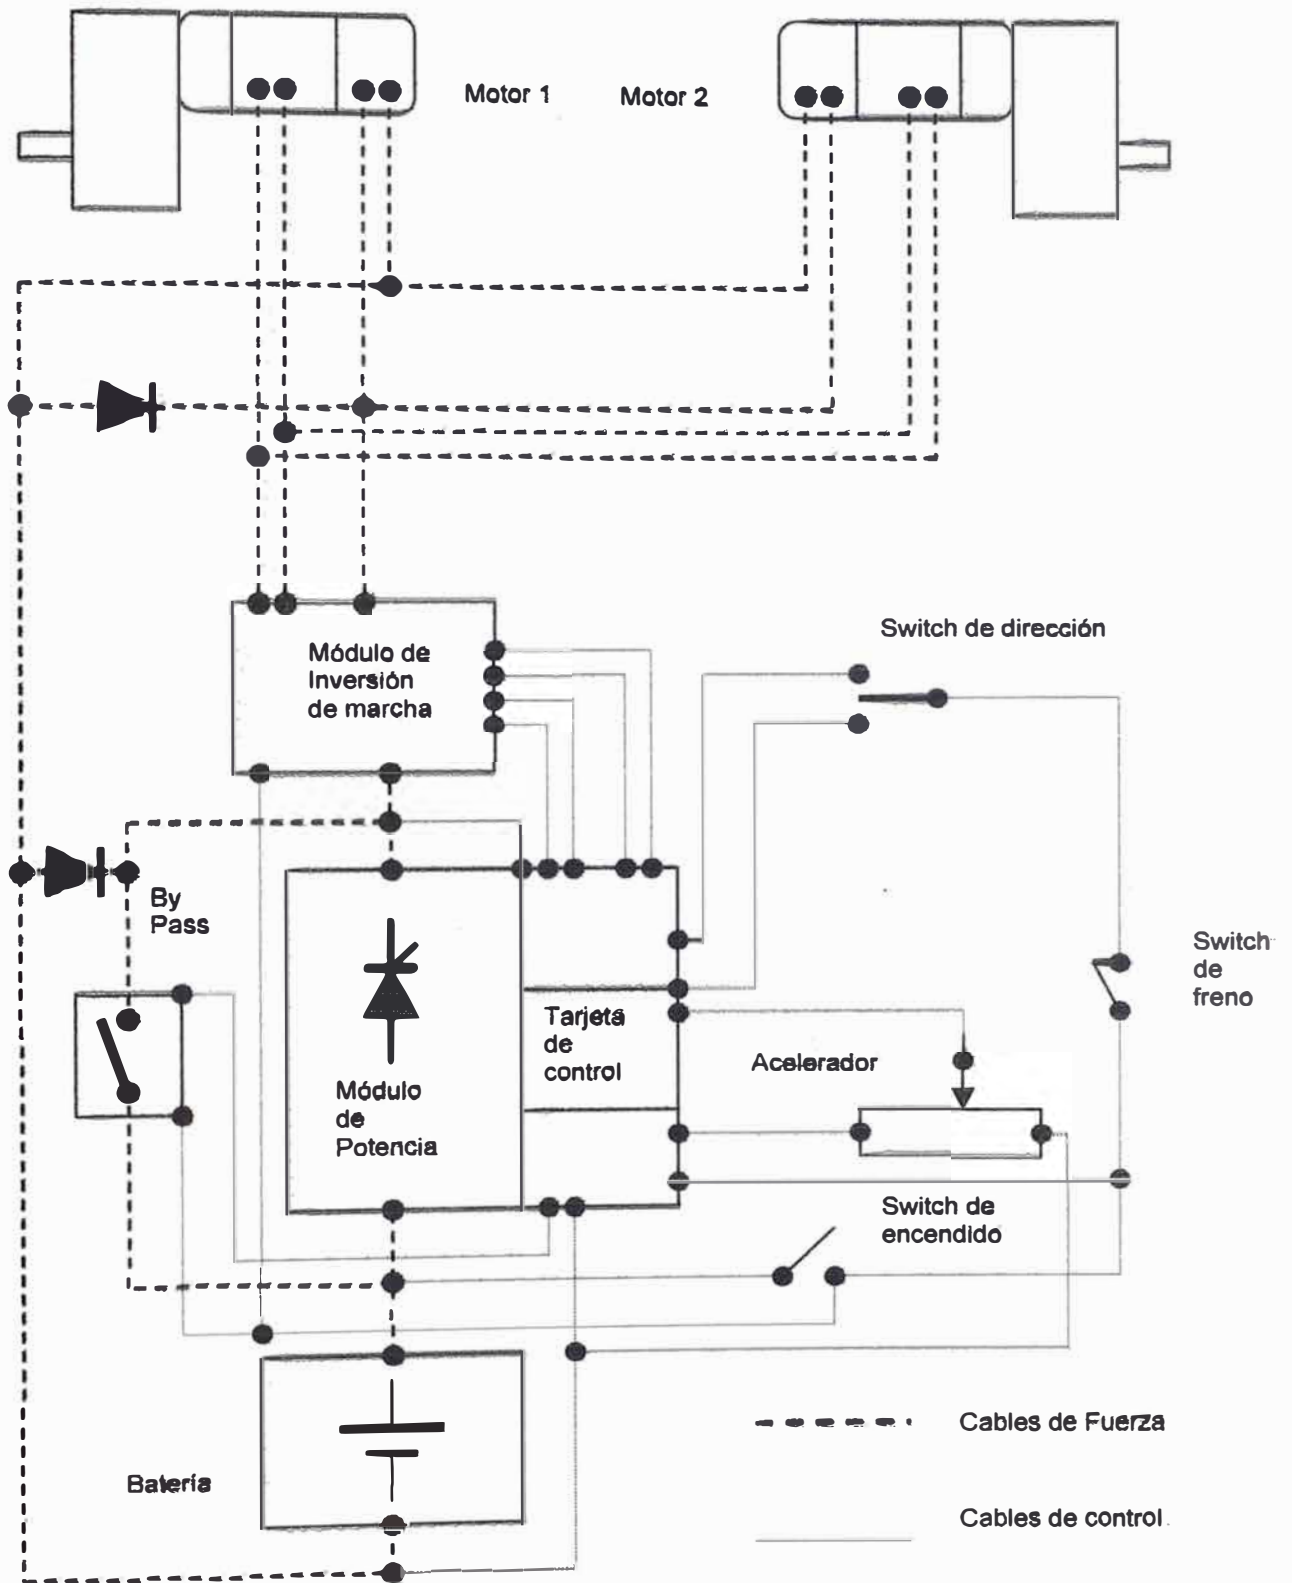 Motor 1
Motor 2
Módulo de
Inversión
de marcha
Switch de dirección
By
Pass
Switch
de
freno
Tarjeta
de
control
Acelerador
Módulo
de
Potencia
Switch de
encendido
Cables de Fuerza
Batería
Cables de control